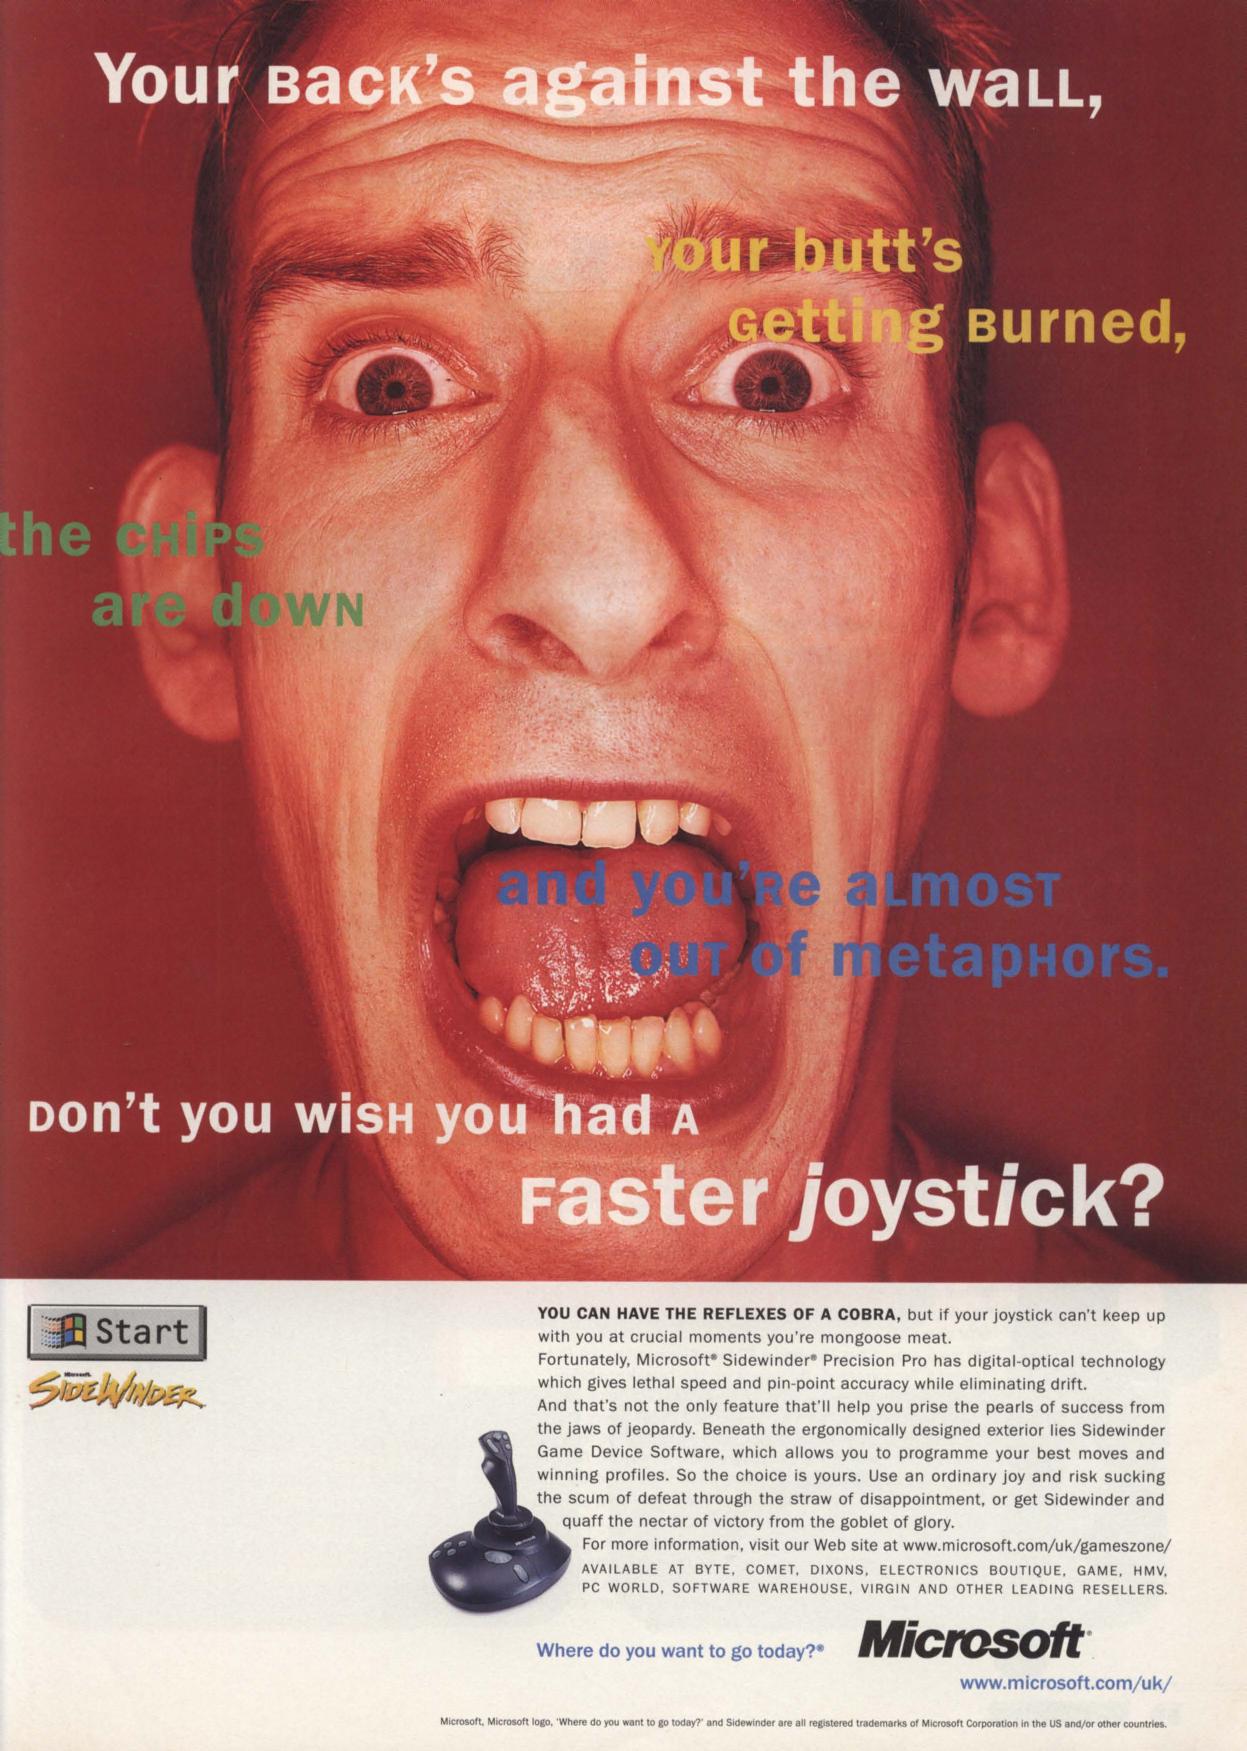 Your BacK's against the waLL,
Your butt's
Getting Burned,
the CHiPS
are dowN
and you'Re aLmOST
OUT of metapHors.
Don't you wisH you had A
Faster joystick?
Start
Microsoft
SIDEWINDER
YOU CAN HAVE THE REFLEXES OF A COBRA, but if your joystick can't keep up
with you at crucial moments you're mongoose meat.
Fortunately, Microsoft® Sidewinder® Precision Pro has digital-optical technology
which gives lethal speed and pin-point accuracy while eliminating drift.
And that's not the only feature that'll help you prise the pearls of success from
the jaws of jeopardy. Beneath the ergonomically designed exterior lies Sidewinder
Game Device Software, which allows you to programme your best moves and
winning profiles. So the choice is yours. Use an ordinary joy and risk sucking
the scum of defeat through the straw of disappointment, or get Sidewinder and
quaff the nectar of victory from the goblet of glory.
For more information, visit our Web site at www.microsoft.com/uk/gameszone/
AVAILABLE AT BYTE, COMET, DIXONS, ELECTRONICS BOUTIQUE, GAME, HMV,
PC WORLD, SOFTWARE WAREHOUSE, VIRGIN AND OTHER LEADING RESELLERS.
Where do you want to go today?®
Microsoft®
www.microsoft.com/uk/
Microsoft, Microsoft logo, 'Where do you want to go today?' and Sidewinder are all registered trademarks of Microsoft Corporation in the US and/or other countries.